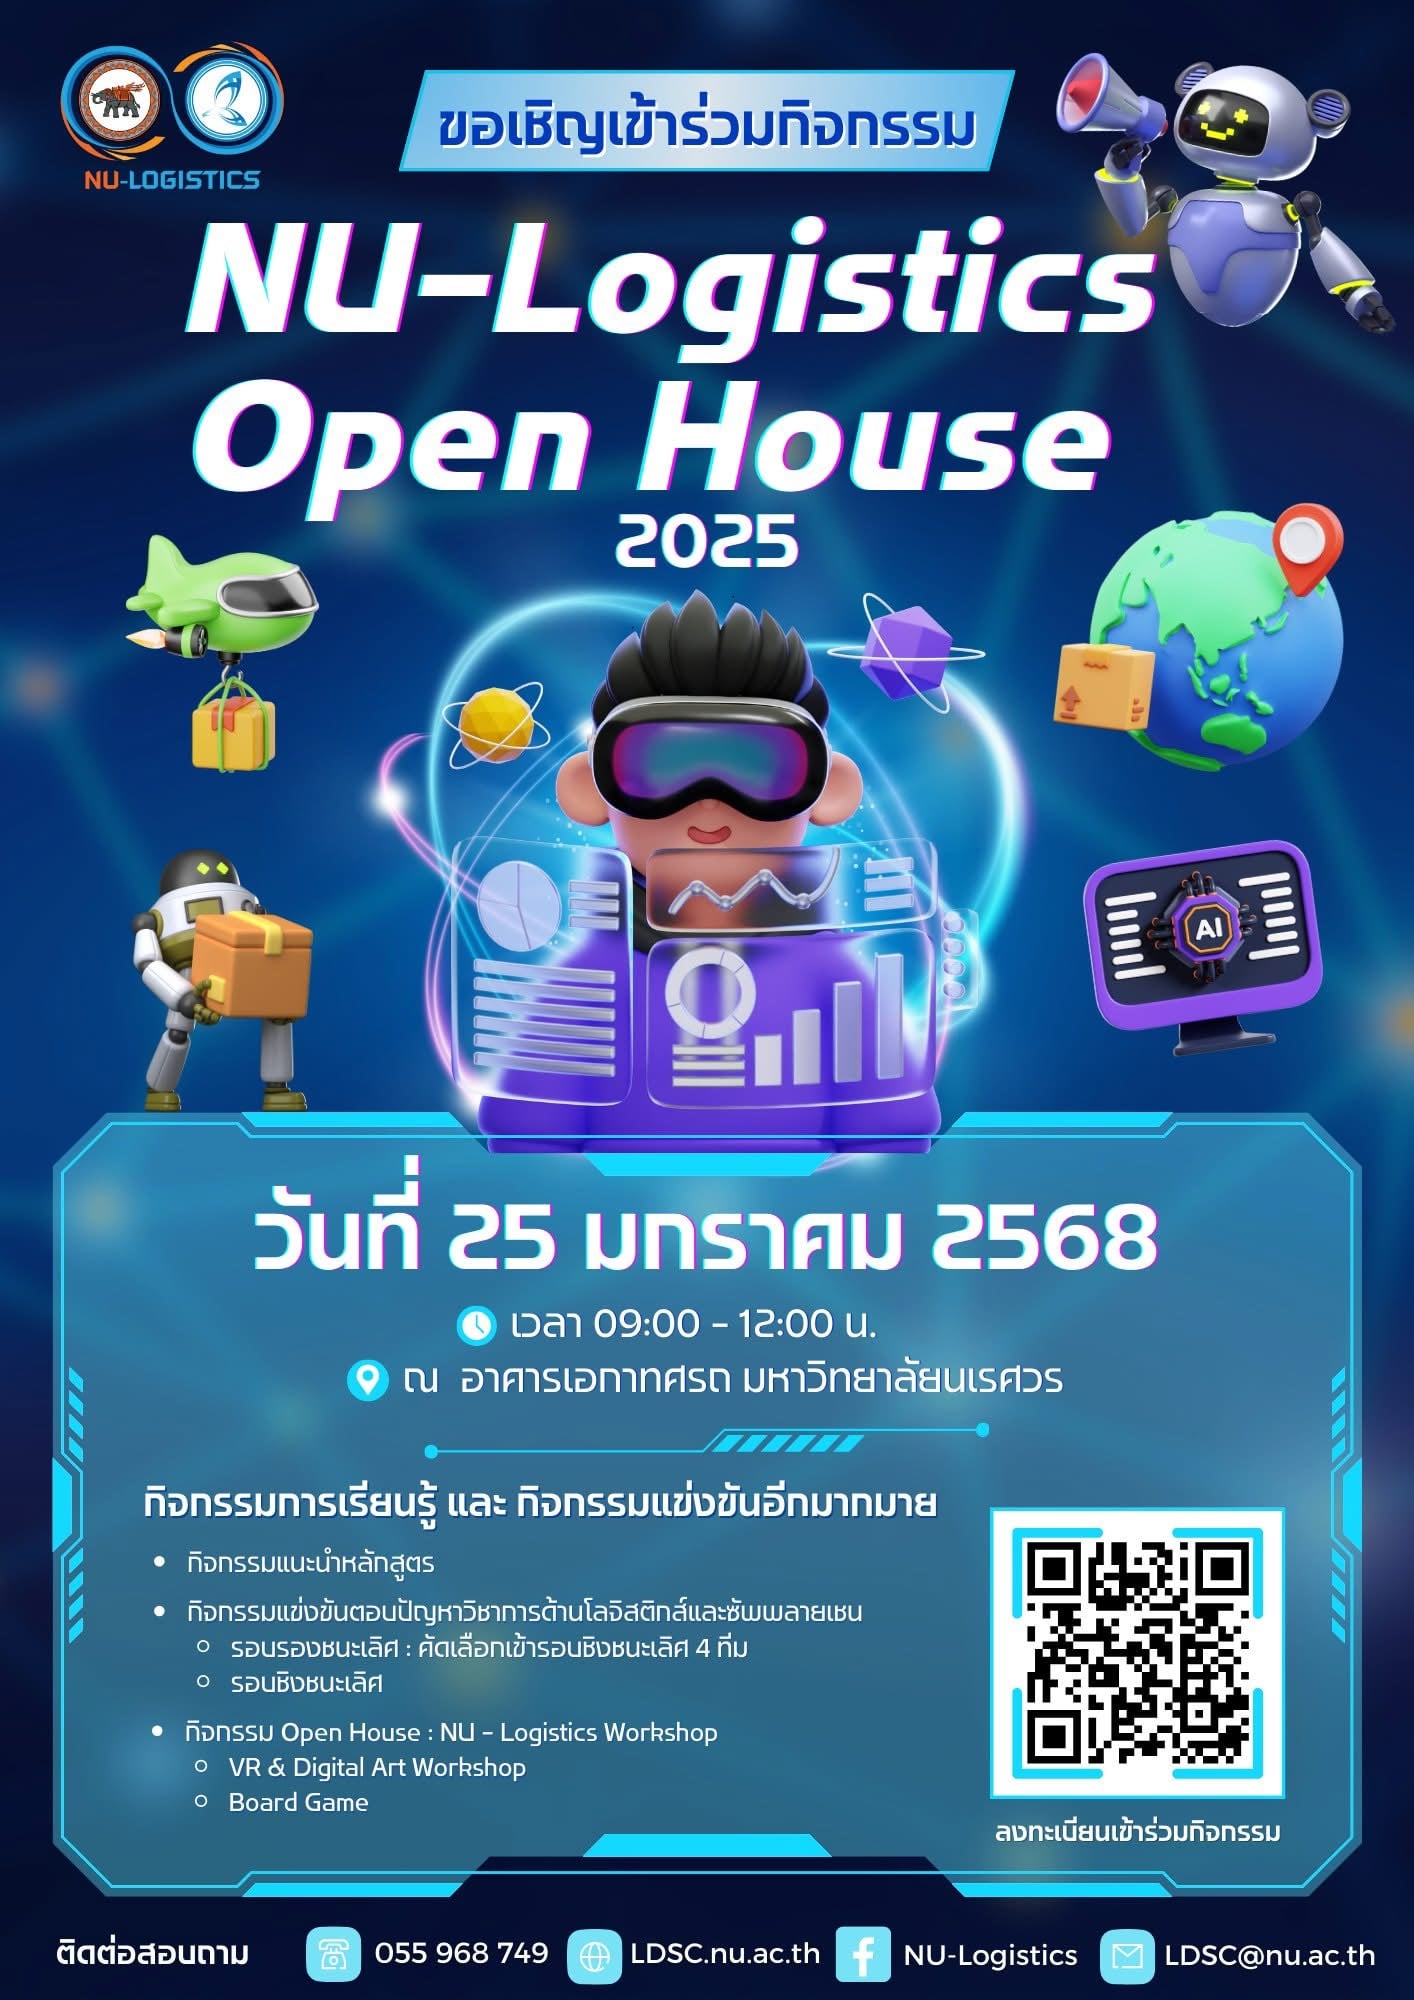 NU-LOGISTICS
ขอเชิญเข้าร่วมกิจกรรม
NU-Logistics
Open House
2025
AI
วันที่ 25 มกราคม 2568
เวลา 09:00 - 12:00 น.
ณ อาคารเอกาทศรถ มหาวิทยาลัยนเรศวร
กิจกรรมการเรียนรู้ และ กิจกรรมแข่งขันอีกมากมาย
• กิจกรรมแนะนำหลักสูตร
• กิจกรรมแข่งขันตอบปัญหาวิชาการด้านโลจิสติกส์และซัพพลายเชน
○ รอบรองชนะเลิศ : คัดเลือกเข้ารอบชิงชนะเลิศ 4 ทีม
○ รอบชิงชนะเลิศ
• กิจกรรม Open House : NU - Logistics Workshop
○ VR & Digital Art Workshop
○ Board Game
ลงทะเบียนเข้าร่วมกิจกรรม
ติดต่อสอบถาม 055 968 749 LDSC.nu.ac.th NU-Logistics LDSC@nu.ac.th